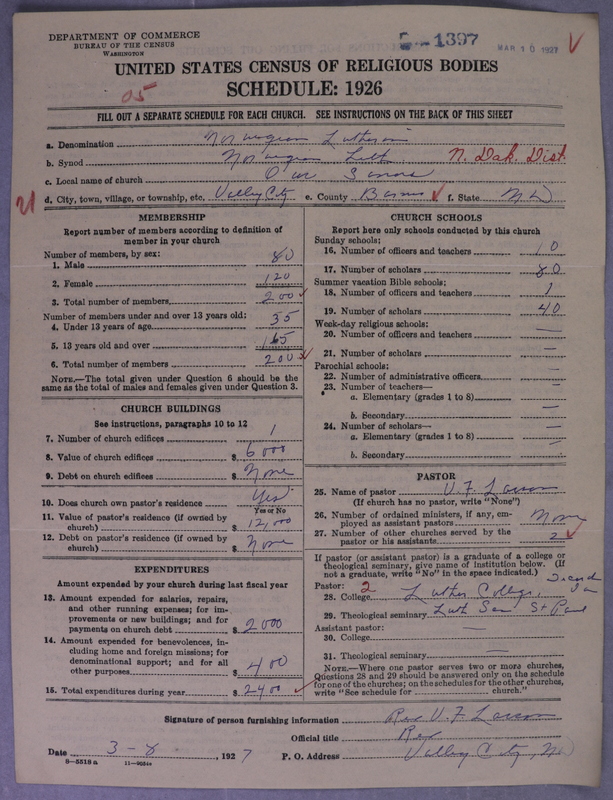 DEPARTMENT OF COMMERCE
BUREAU OF THE CENSUS
WASHINGTON
1397
MAR 10 1927
UNITED STATES CENSUS OF RELIGIOUS BODIES
SCHEDULE: 1926
05
FILL OUT A SEPARATE SCHEDULE FOR EACH CHURCH. SEE INSTRUCTIONS ON THE BACK OF THIS SHEET
a. Denomination Norwegian Lutheran
b. Synod Norwegian Luth N. Dak. Dist.
c. Local name of church Our Saviors
21 d. City, town, village, or township, etc. Valley City e. County Barnes f. State ND
MEMBERSHIP
Report number of members according to definition of member in your church
Number of members, by sex:
1. Male 80
2. Female 120
3. Total number of members 200
Number of members under and over 13 years old:
4. Under 13 years of age 35
5. 13 years old and over 165
6. Total number of members 200
NOTE.—The total given under Question 6 should be the same as the total of males and females given under Question 3.
CHURCH BUILDINGS
See instructions, paragraphs 10 to 12
7. Number of church edifices 1
8. Value of church edifices $ 6000
9. Debt on church edifices $ None
10. Does church own pastor's residence Yes
Yes or No
11. Value of pastor's residence (if owned by church) $ 12,000
12. Debt on pastor's residence (if owned by church) $ None
EXPENDITURES
Amount expended by your church during last fiscal year
13. Amount expended for salaries, repairs, and other running expenses; for improvements or new buildings; and for payments on church debt $ 2000
14. Amount expended for benevolences, including home and foreign missions; for denominational support; and for all other purposes $ 400
15. Total expenditures during year $ 2400
CHURCH SCHOOLS
Report here only schools conducted by this church
Sunday schools:
16. Number of officers and teachers 10
17. Number of scholars 80
Summer vacation Bible schools:
18. Number of officers and teachers 1
19. Number of scholars 40
Week-day religious schools:
20. Number of officers and teachers —
21. Number of scholars —
Parochial schools:
22. Number of administrative officers —
23. Number of teachers—
a. Elementary (grades 1 to 8) —
b. Secondary —
24. Number of scholars—
a. Elementary (grades 1 to 8) —
b. Secondary —
PASTOR
25. Name of pastor V. F. Larson
(If church has no pastor, write "None")
26. Number of ordained ministers, if any, employed as assistant pastors None
27. Number of other churches served by the pastor or his assistants 2
If pastor (or assistant pastor) is a graduate of a college or theological seminary, give name of institution below. (If not a graduate, write "No" in the space indicated.)
Pastor: 2
28. College Luther College,
29. Theological seminary Luth Sem St Paul
Assistant pastor:
30. College —
31. Theological seminary —
NOTE.—Where one pastor serves two or more churches, Questions 28 and 29 should be answered only on the schedule for one of the churches; on the schedules for the other churches, write "See schedule for church."
Signature of person furnishing information Rev V. F. Larson
Official title Rev
Date 3-8, 1927 P. O. Address Valley City, ND
8—5518 a 11—9034